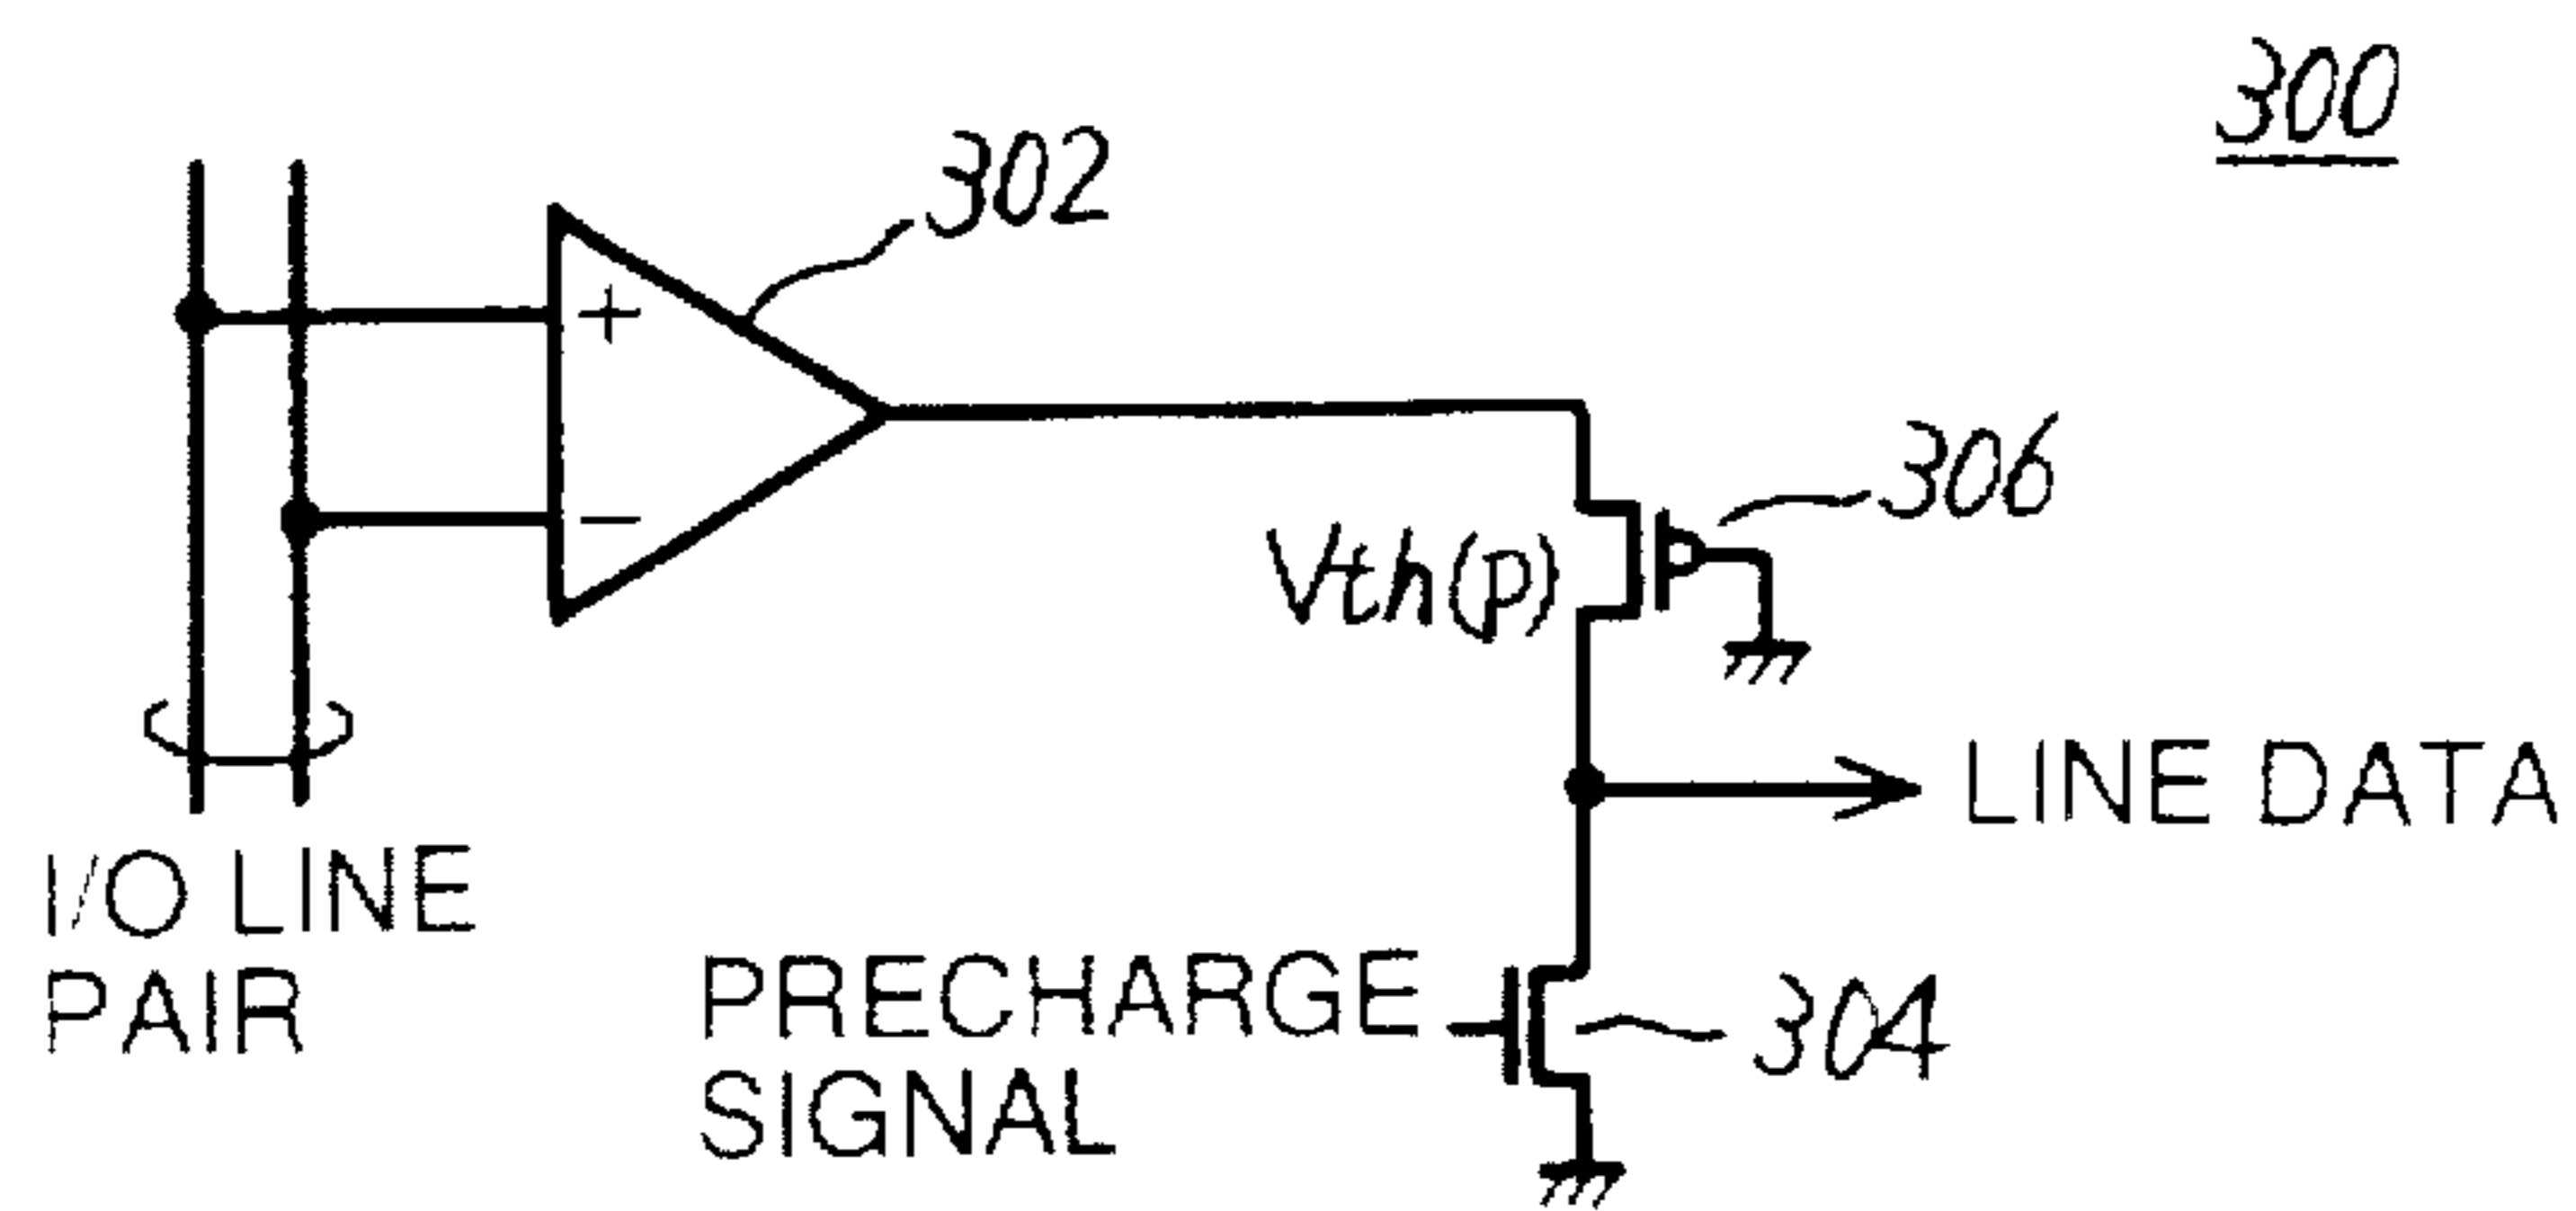 300
302
+
−
306
Vth(p)
LINE DATA
I/O LINE
PAIR
PRECHARGE
SIGNAL
304